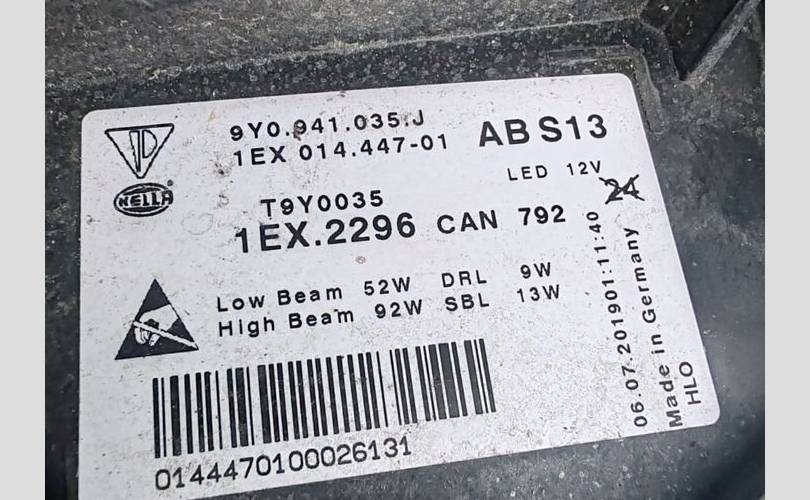 9Y0.941.035.J
1EX 014.447-01
AB S13
LED 12V
24
HELLA
T9Y0035
1EX.2296 CAN 792
Low Beam 52W DRL 9W
High Beam 92W SBL 13W
0144470100026131
06.07.201901:11:40
Made in Germany
HLO